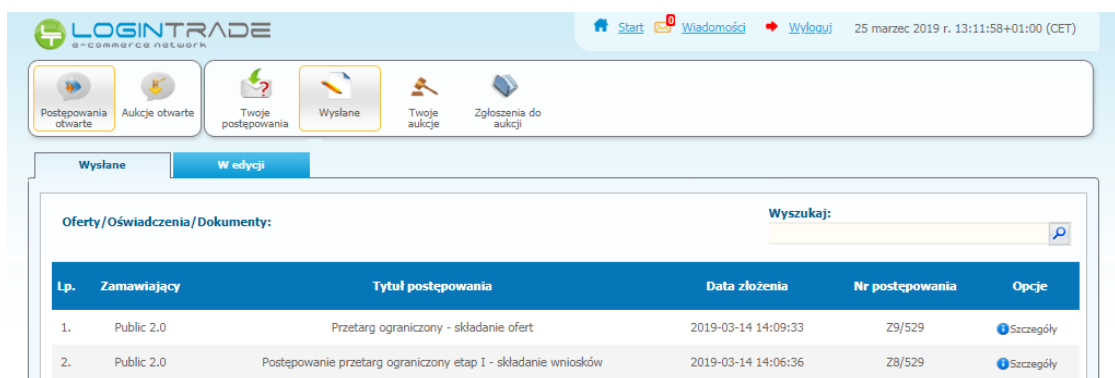 LOGINTRADE
e-commerce network
Start 0 Wiadomości Wyloguj 25 marzec 2019 r. 13:11:58+01:00 (CET)
Postępowania otwarte
Aukcje otwarte
Twoje postępowania
Wysłane
Twoje aukcje
Zgłoszenia do aukcji
Wysłane W edycji
Oferty/Oświadczenia/Dokumenty:
Wyszukaj:
Lp. Zamawiający Tytuł postępowania Data złożenia Nr postępowania Opcje
1. Public 2.0 Przetarg ograniczony - składanie ofert 2019-03-14 14:09:33 Z9/529 Szczegóły
2. Public 2.0 Postępowanie przetarg ograniczony etap I - składanie wniosków 2019-03-14 14:06:36 Z8/529 Szczegóły